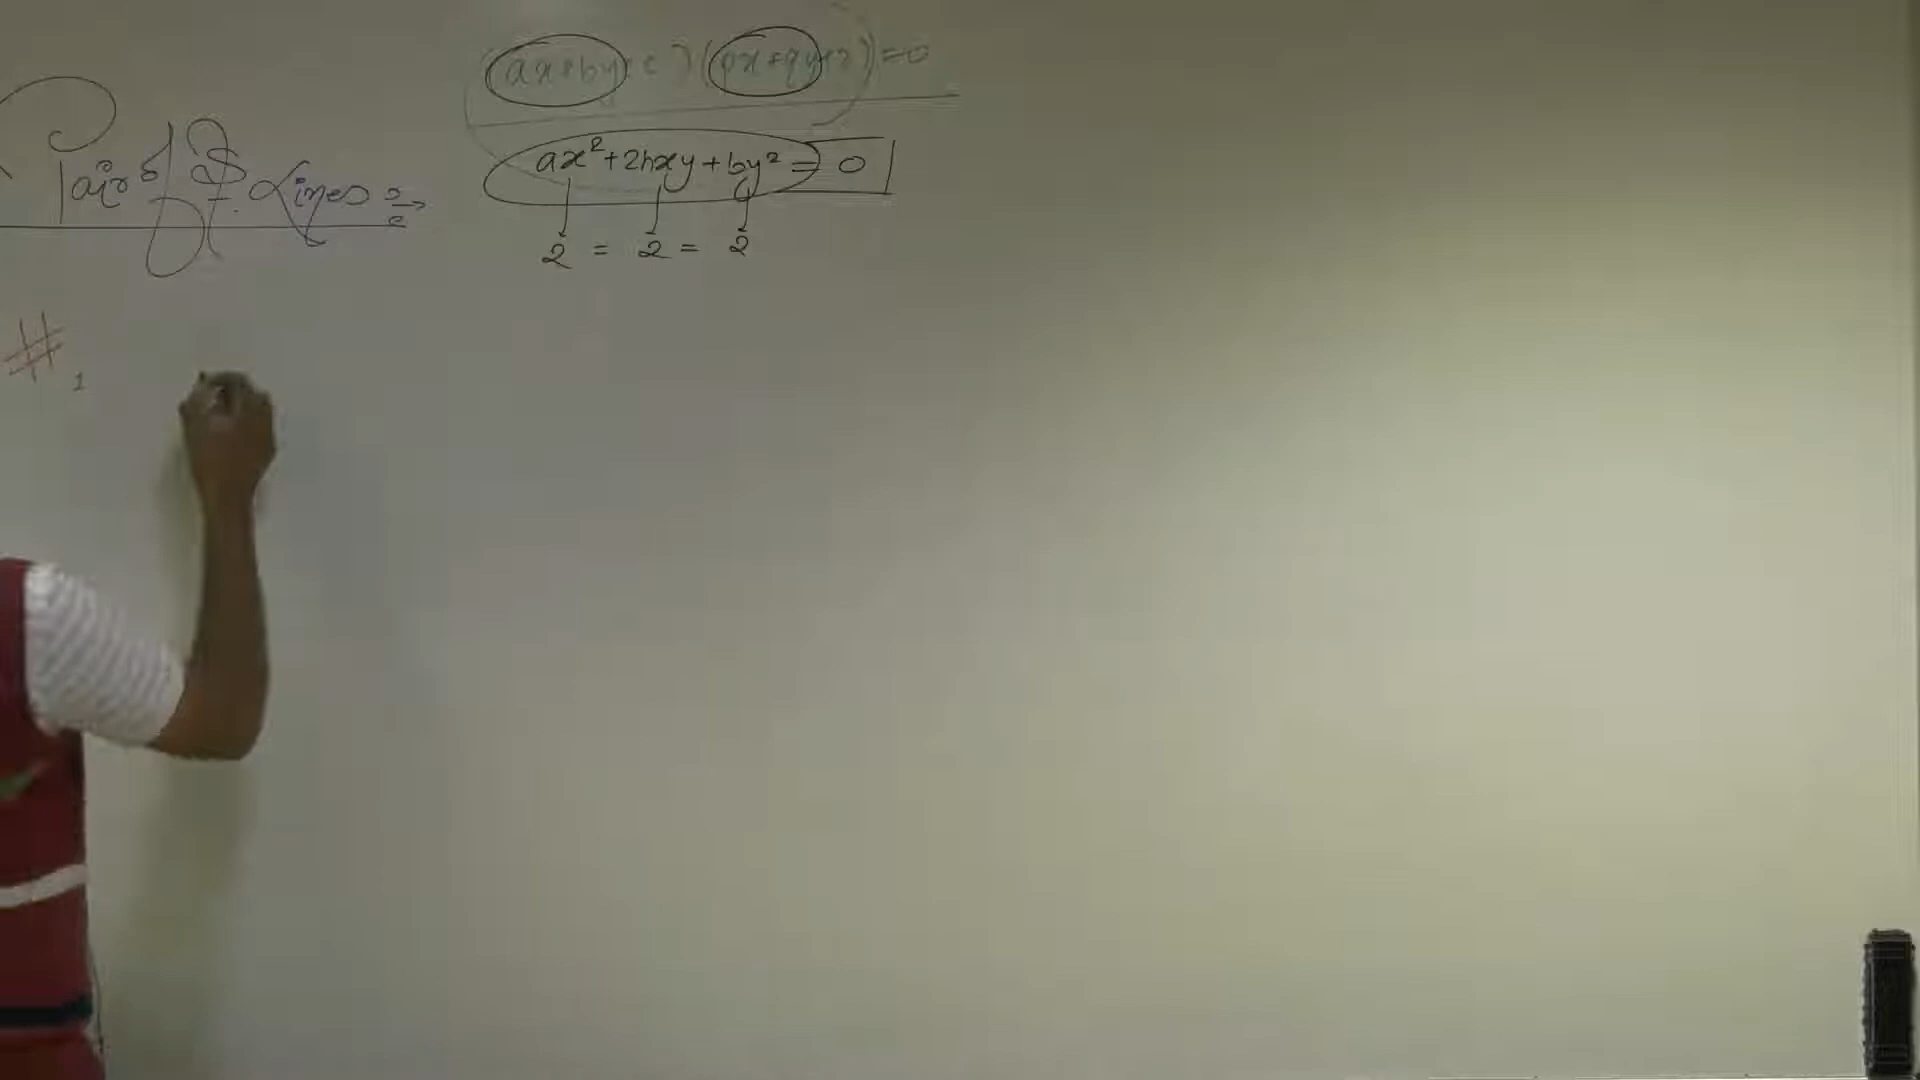 (ax+by+c)(px+qy+r)=0
Pair of St. Lines :→
ax²+2hxy+by² = 0
2 = 2 = 2
# 1